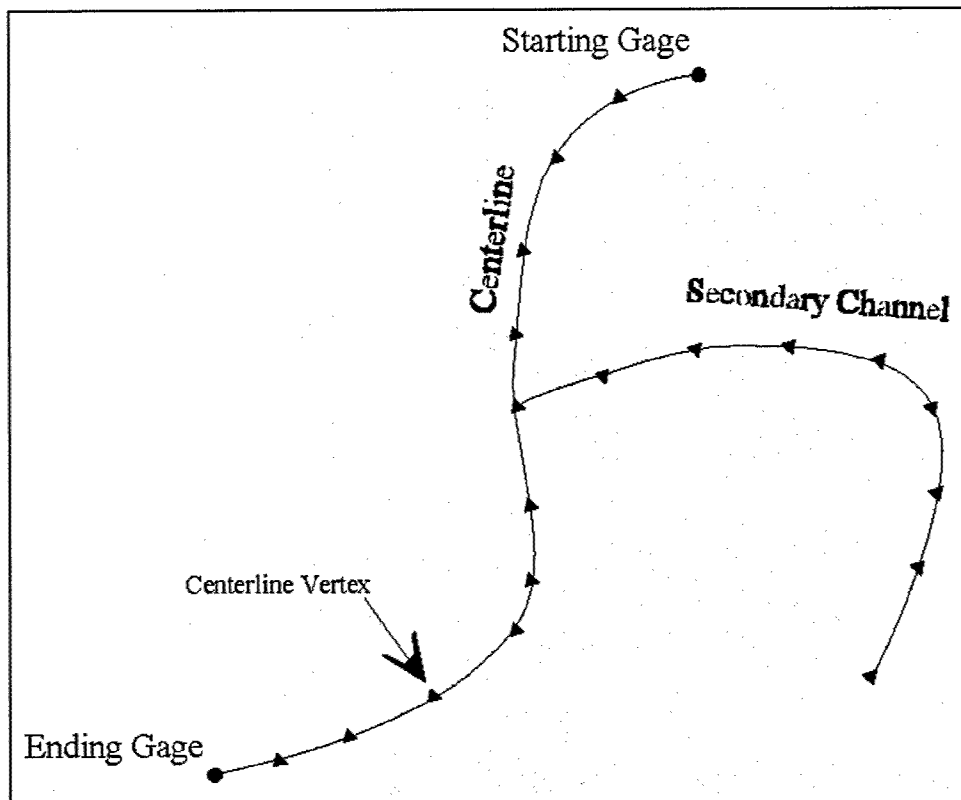 Starting Gage
Centerline
Secondary Channel
Centerline Vertex
Ending Gage